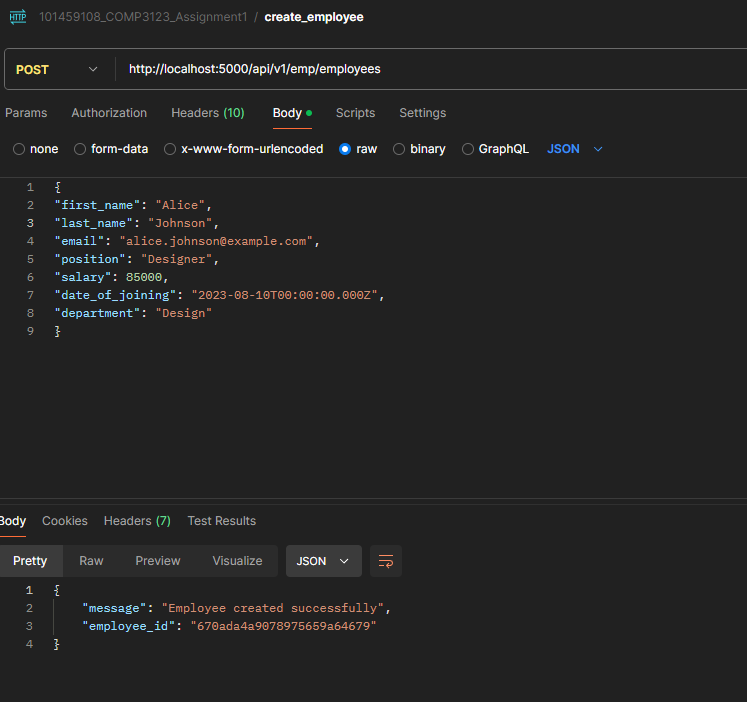 HTTP 101459108_COMP3123_Assignment1 / create_employee
POST http://localhost:5000/api/v1/emp/employees
Params Authorization Headers (10) Body Scripts Settings
none form-data x-www-form-urlencoded raw binary GraphQL JSON
1 {
2 "first_name": "Alice",
3 "last_name": "Johnson",
4 "email": "alice.johnson@example.com",
5 "position": "Designer",
6 "salary": 85000,
7 "date_of_joining": "2023-08-10T00:00:00.000Z",
8 "department": "Design"
9 }
Body Cookies Headers (7) Test Results
Pretty Raw Preview Visualize JSON
1 {
2 "message": "Employee created successfully",
3 "employee_id": "670ada4a9078975659a64679"
4 }